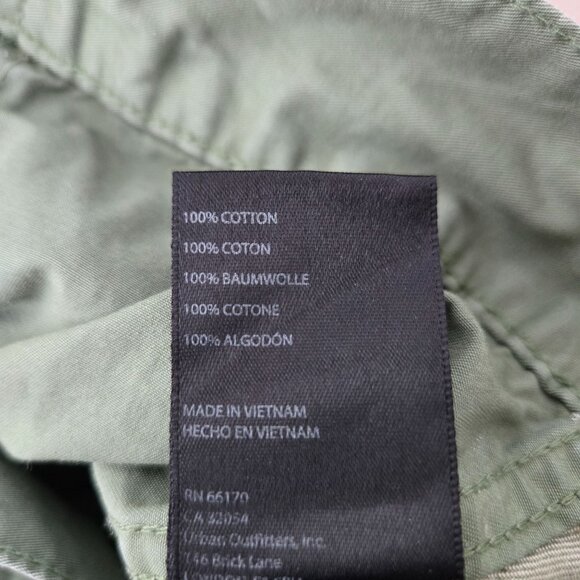 100% COTTON
100% COTON
100% BAUMWOLLE
100% COTONE
100% ALGODÓN
MADE IN VIETNAM
HECHO EN VIETNAM
RN 66170
CA 32054
Urban Outfitters, Inc.
Brick Lane
LONDON